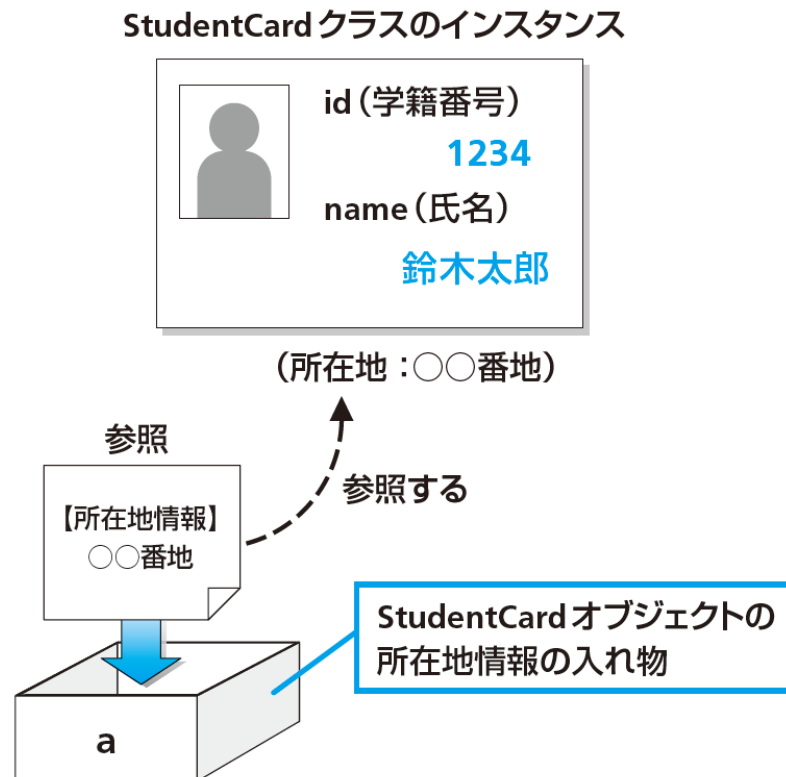 StudentCardクラスのインスタンス
id(学籍番号)
1234
name(氏名)
鈴木太郎
(所在地:○○番地)
参照
参照する
【所在地情報】
○○番地
StudentCardオブジェクトの
所在地情報の入れ物
a